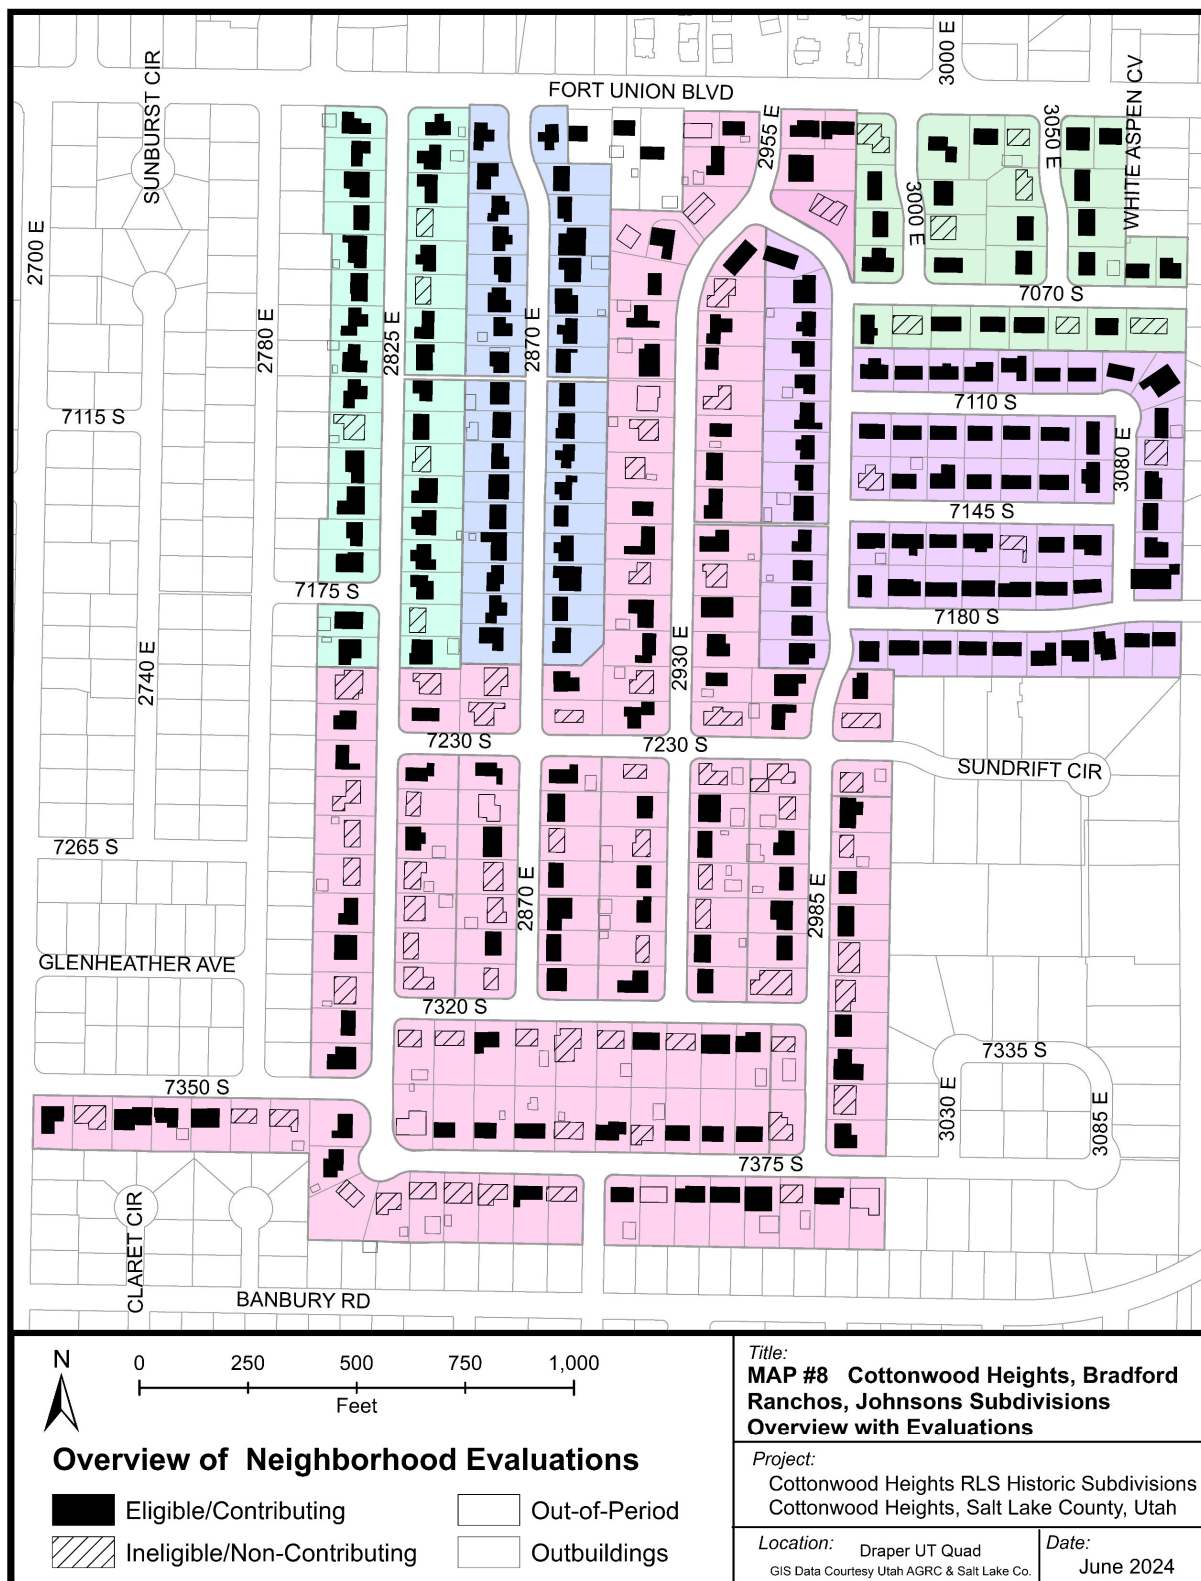 FORT UNION BLVD
SUNBURST CIR
3000 E
WHITE ASPEN CV
2955 E
3050 E
3000 E
2700 E
2780 E
2825 E
2870 E
7070 S
7115 S
7110 S
3080 E
7145 S
7175 S
7180 S
2740 E
2930 E
7230 S
7230 S
SUNDRIFT CIR
7265 S
2870 E
2985 E
GLENHEATHER AVE
7320 S
7335 S
7350 S
3030 E
3085 E
7375 S
CLARET CIR
BANBURY RD
N
0 250 500 750 1,000
Feet
Overview of Neighborhood Evaluations
Eligible/Contributing
Out-of-Period
Ineligible/Non-Contributing
Outbuildings
Title:
MAP #8 Cottonwood Heights, Bradford
Ranchos, Johnsons Subdivisions
Overview with Evaluations
Project:
Cottonwood Heights RLS Historic Subdivisions
Cottonwood Heights, Salt Lake County, Utah
Location: Draper UT Quad
GIS Data Courtesy Utah AGRC & Salt Lake Co.
Date:
June 2024